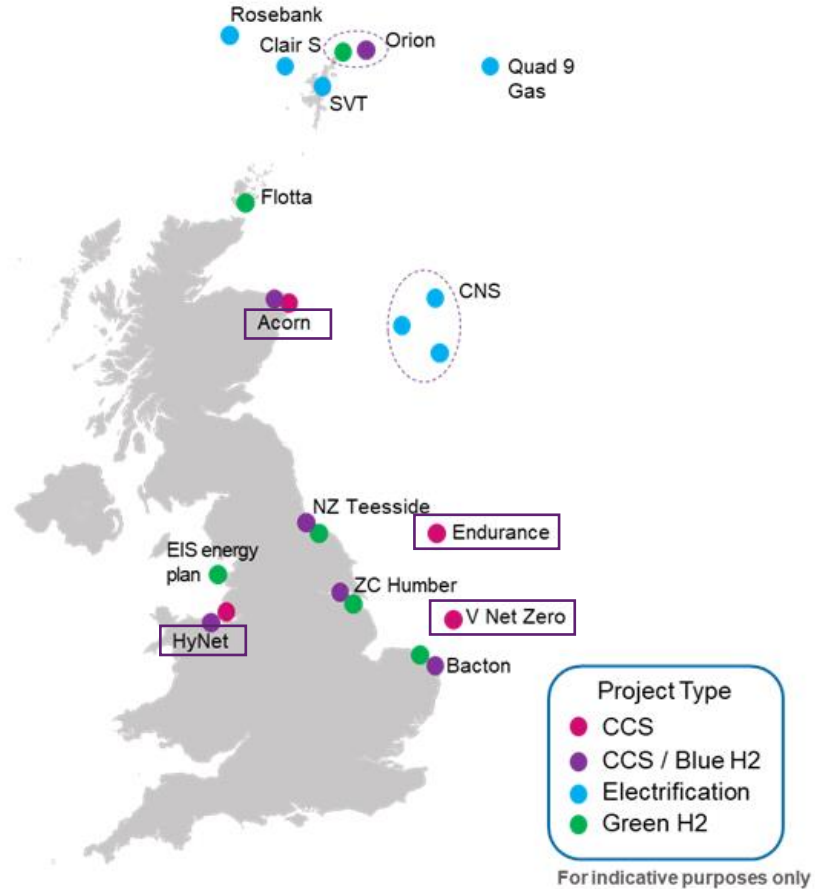 Rosebank
Clair S
Orion
Quad 9
Gas
SVT
Flotta
CNS
Acorn
NZ Teesside
Endurance
EIS energy
plan
ZC Humber
V Net Zero
HyNet
Bacton
Project Type
CCS
CCS / Blue H2
Electrification
Green H2
For indicative purposes only